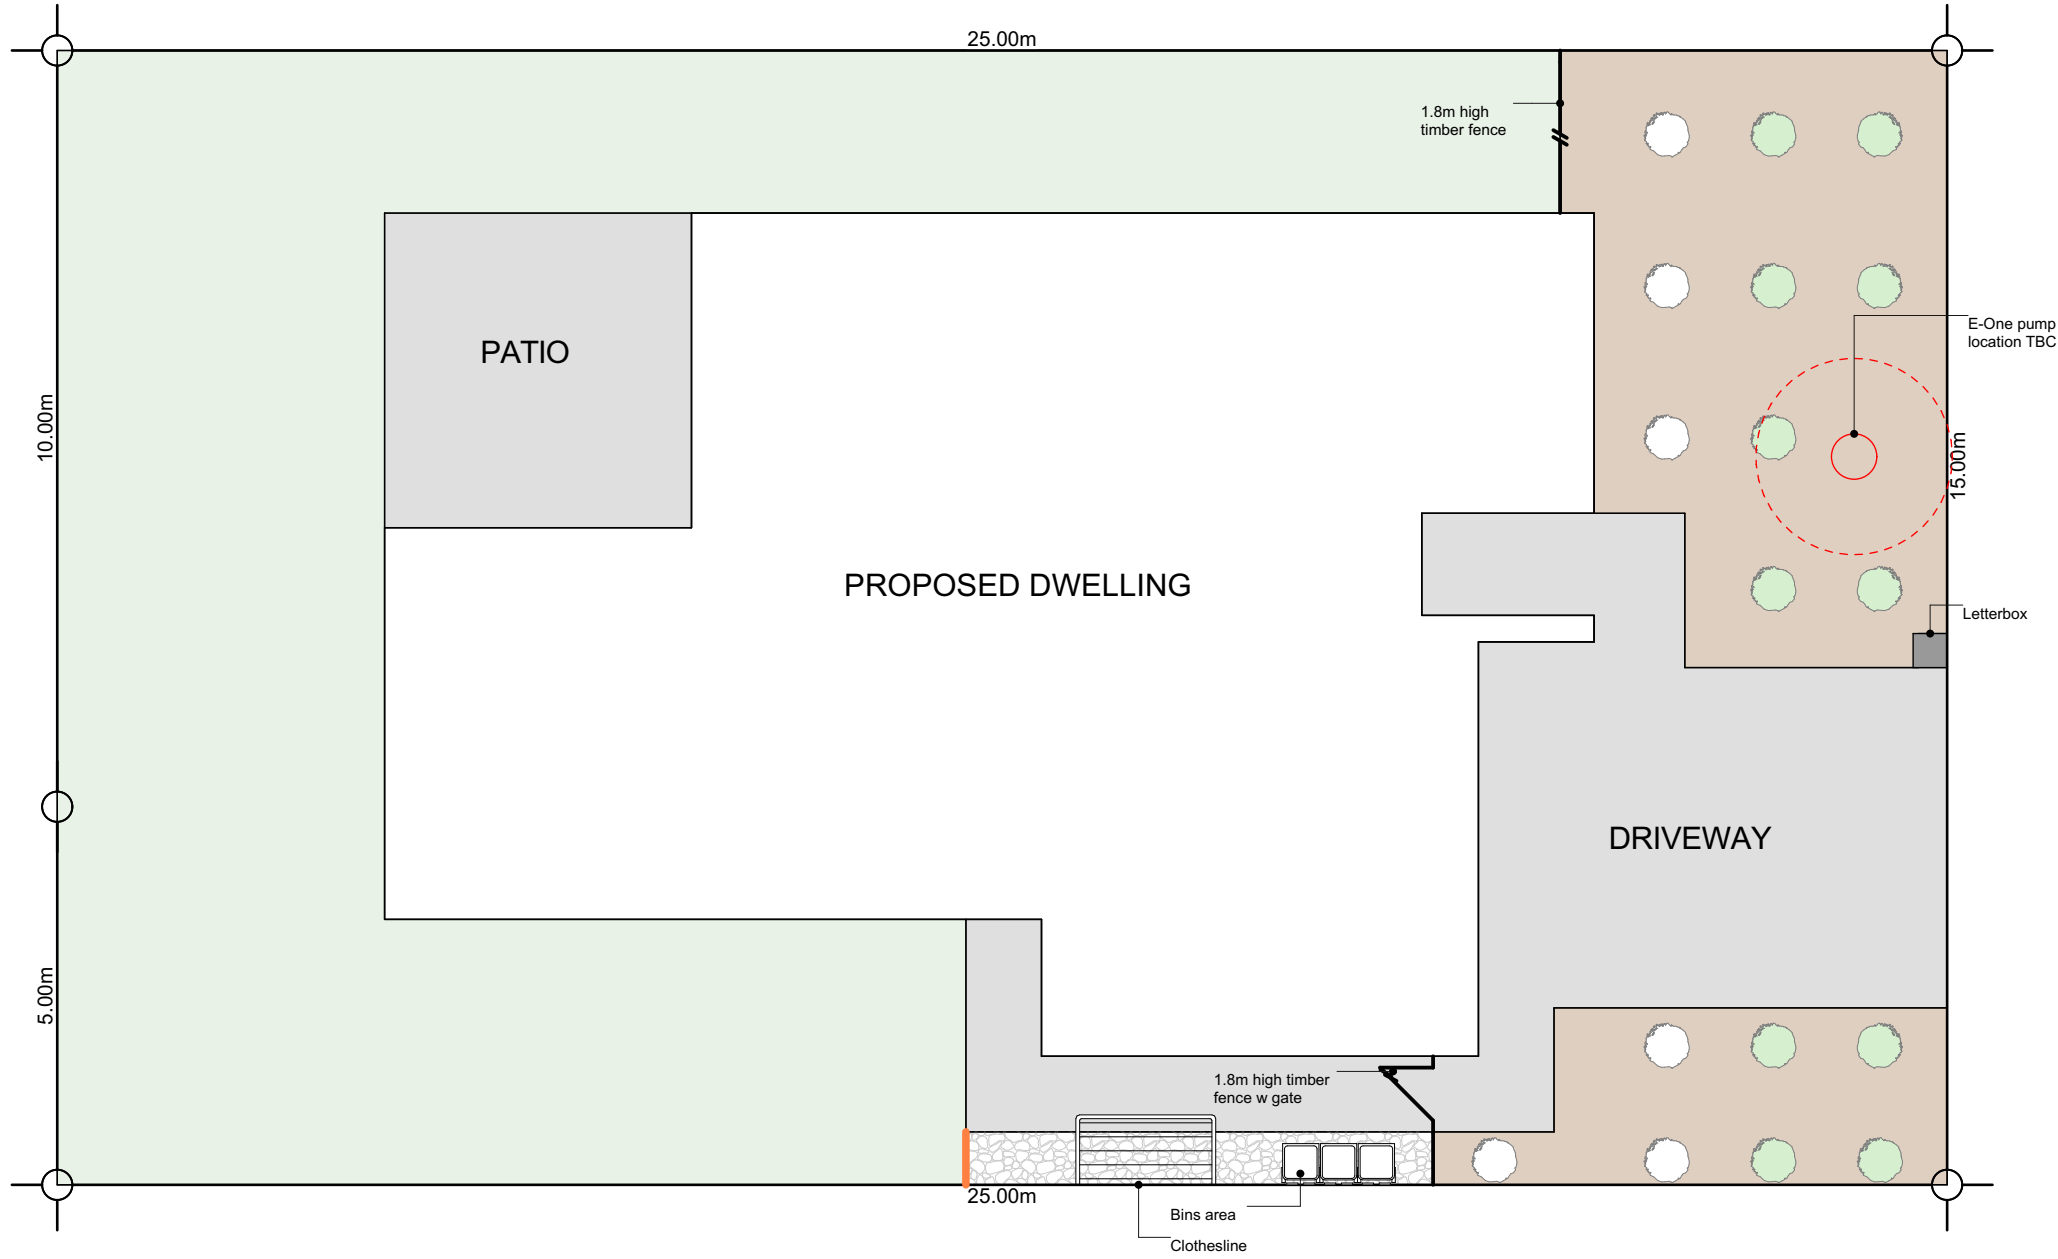 25.00m
1.8m high
timber fence
E-One pump
location TBC
PATIO
10.00m
15.00m
PROPOSED DWELLING
Letterbox
DRIVEWAY
5.00m
1.8m high timber
fence w gate
25.00m
Bins area
Clothesline